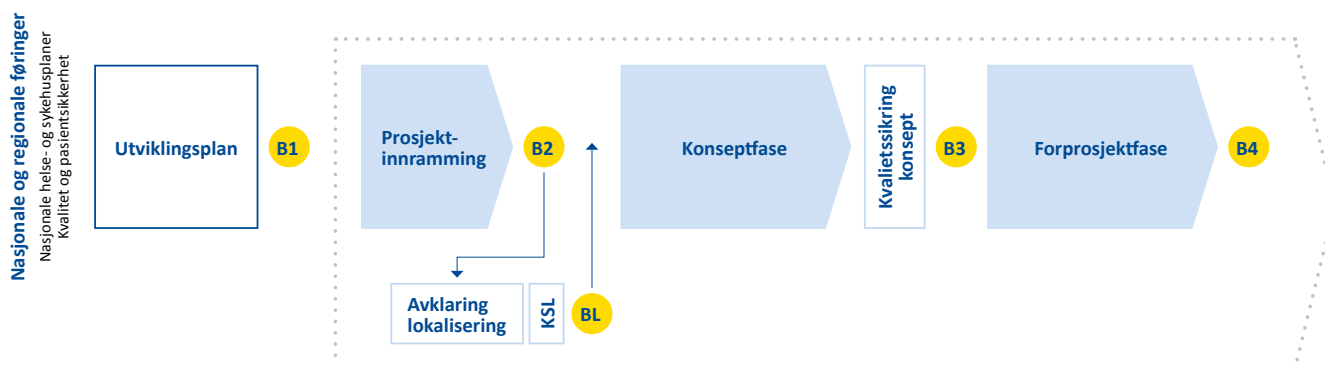 Nasjonale og regionale føringer
Nasjonale helse- og sykehusplaner
Kvalitet og pasientsikkerhet
Utviklingsplan
B1
Prosjekt-
innramming
B2
Konseptfase
Kvalietssikring
konsept
B3
Forprosjektfase
B4
Avklaring
lokalisering
KSL
BL